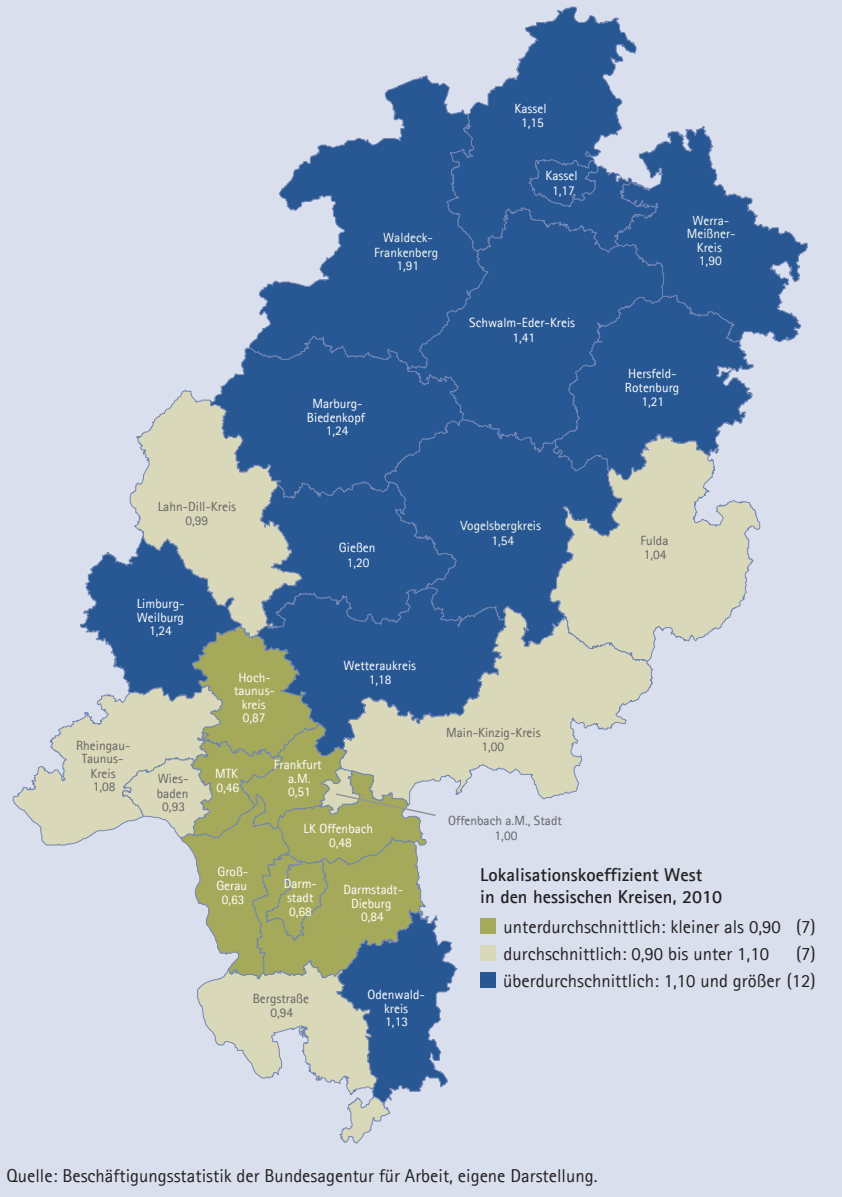 Kassel
1,15
Kassel
1,17
Werra-
Meißner-
Kreis
1,90
Waldeck-
Frankenberg
1,91
Schwalm-Eder-Kreis
1,41
Hersfeld-
Rotenburg
1,21
Marburg-
Biedenkopf
1,24
Lahn-Dill-Kreis
0,99
Vogelsbergkreis
1,54
Gießen
1,20
Fulda
1,04
Limburg-
Weilburg
1,24
Wetteraukreis
1,18
Hoch-
taunus-
kreis
0,87
Main-Kinzig-Kreis
1,00
Rheingau-
Taunus-
Kreis
1,08
Wies-
baden
0,93
MTK
0,46
Frankfurt
a.M.
0,51
Offenbach a.M., Stadt
1,00
LK Offenbach
0,48
Groß-
Gerau
0,63
Darm-
stadt
0,68
Darmstadt-
Dieburg
0,84
Bergstraße
0,94
Odenwald-
kreis
1,13
Lokalisationskoeffizient West
in den hessischen Kreisen, 2010
unterdurchschnittlich: kleiner als 0,90 (7)
durchschnittlich: 0,90 bis unter 1,10 (7)
überdurchschnittlich: 1,10 und größer (12)
Quelle: Beschäftigungsstatistik der Bundesagentur für Arbeit, eigene Darstellung.